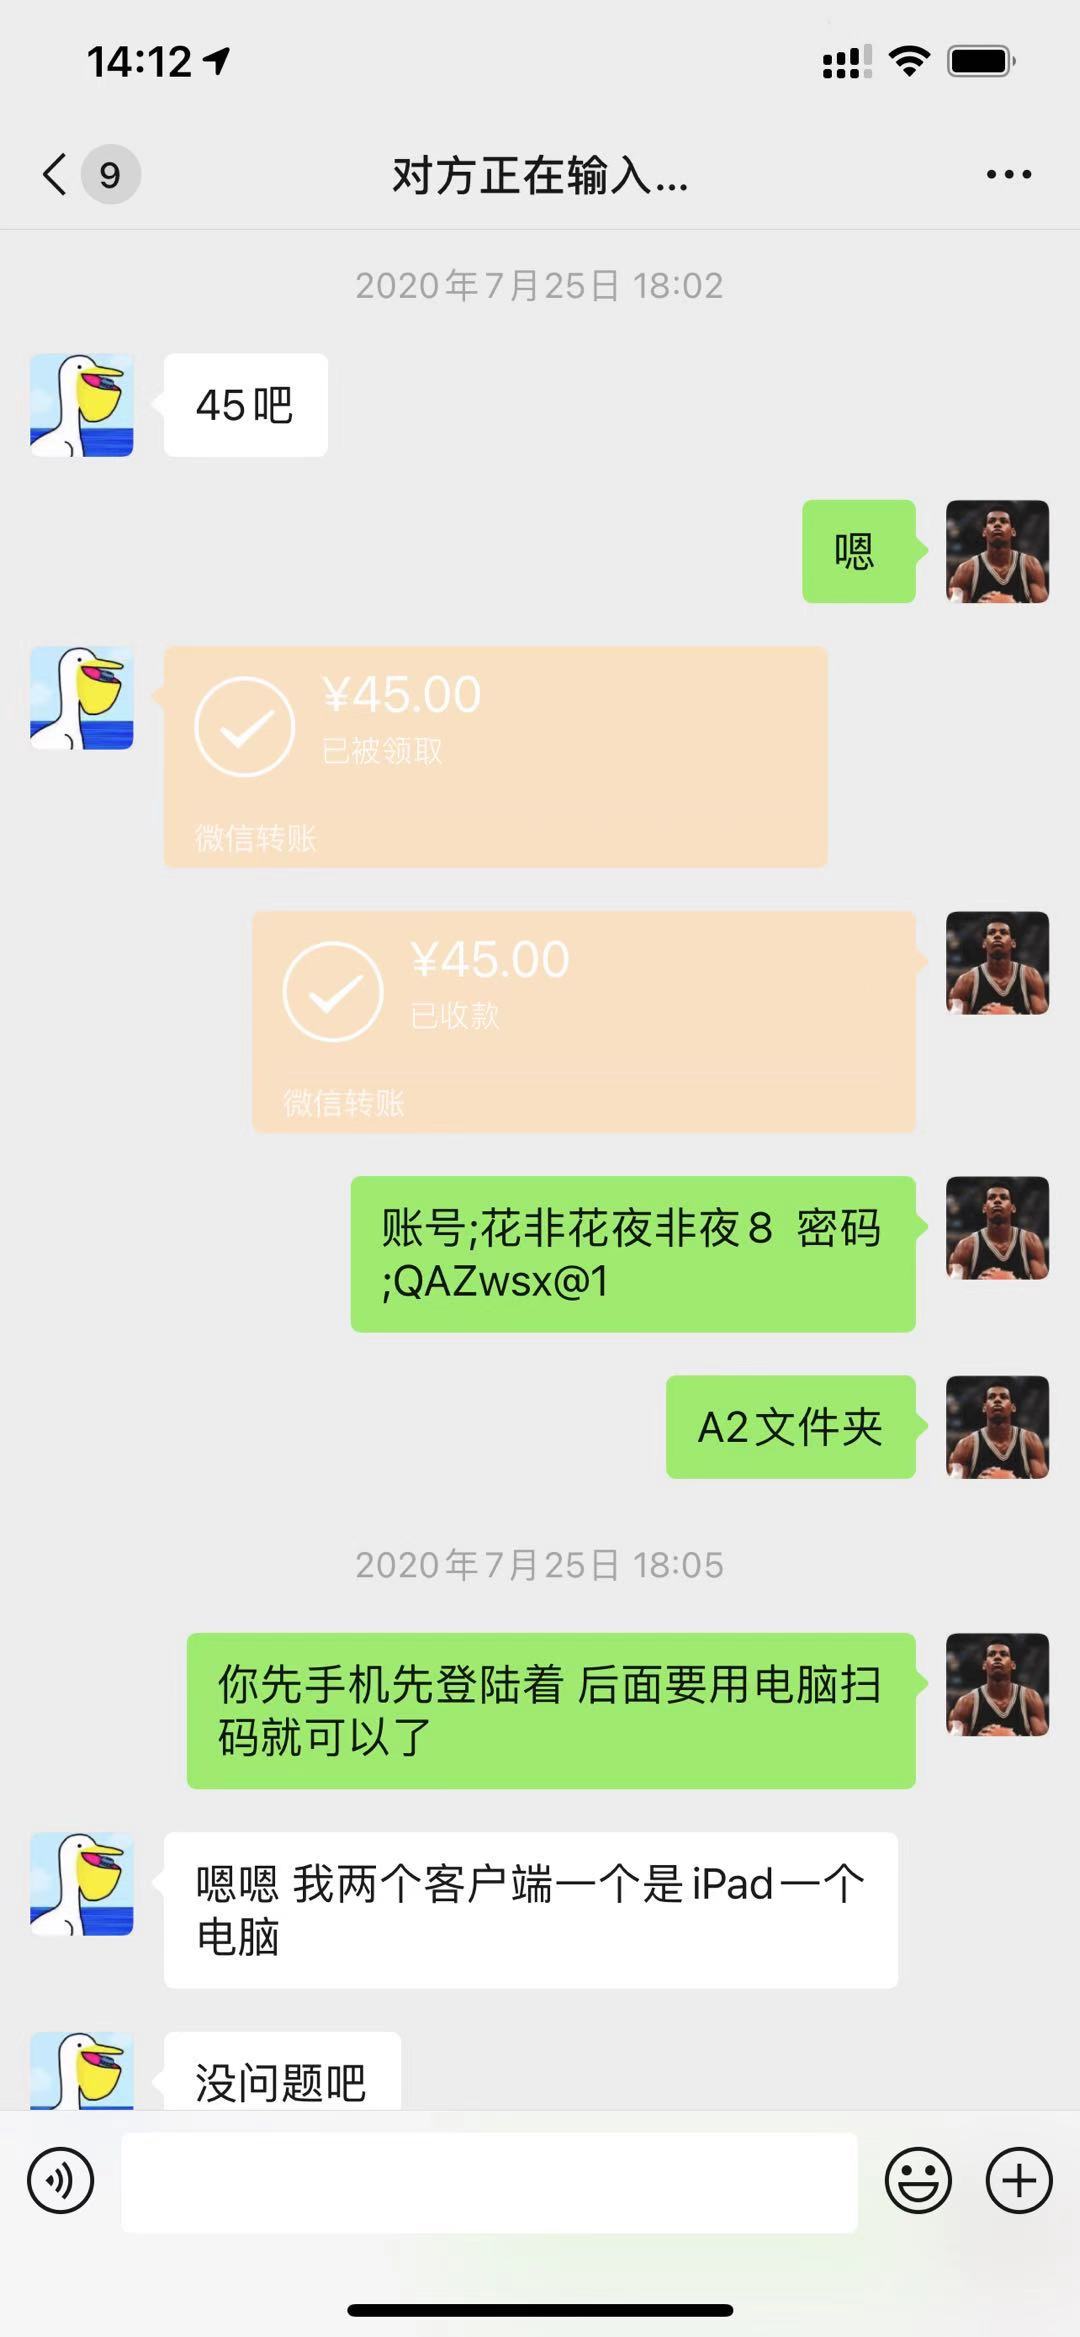 14:12
9
对方正在输入...
2020年7月25日 18:02
45吧
嗯
¥45.00
已被领取
微信转账
¥45.00
已收款
微信转账
账号;花非花夜非夜8 密码
;QAZwsx@1
A2文件夹
2020年7月25日 18:05
你先手机先登陆着 后面要用电脑扫
码就可以了
嗯嗯 我两个客户端一个是iPad一个
电脑
没问题吧